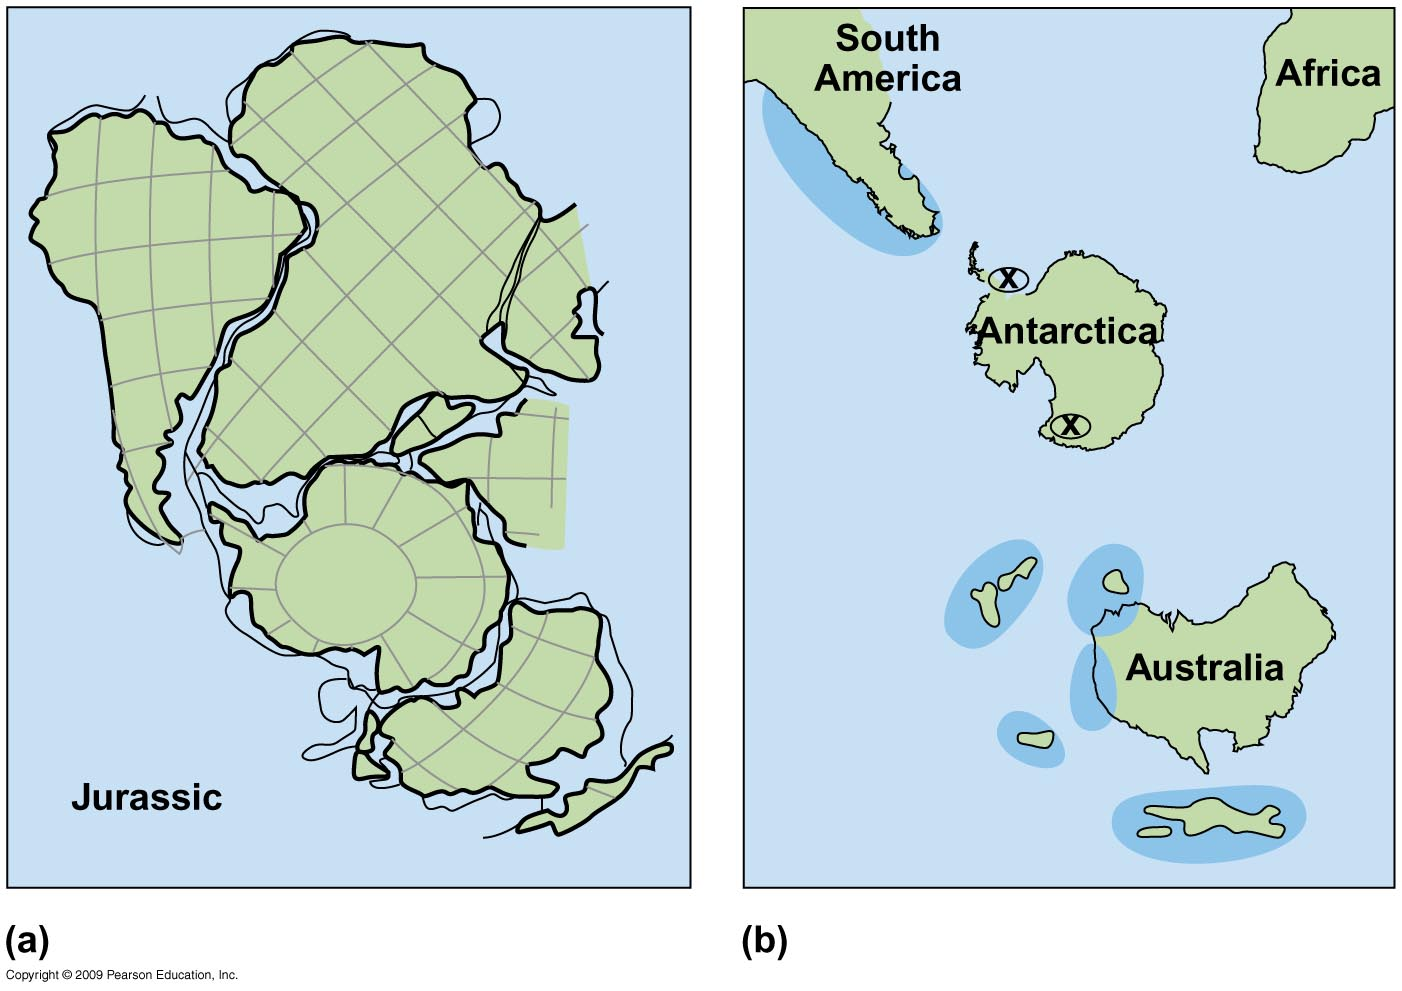 Jurassic
(a)
South
America
Africa
X
Antarctica
X
Australia
(b)
Copyright © 2009 Pearson Education, Inc.